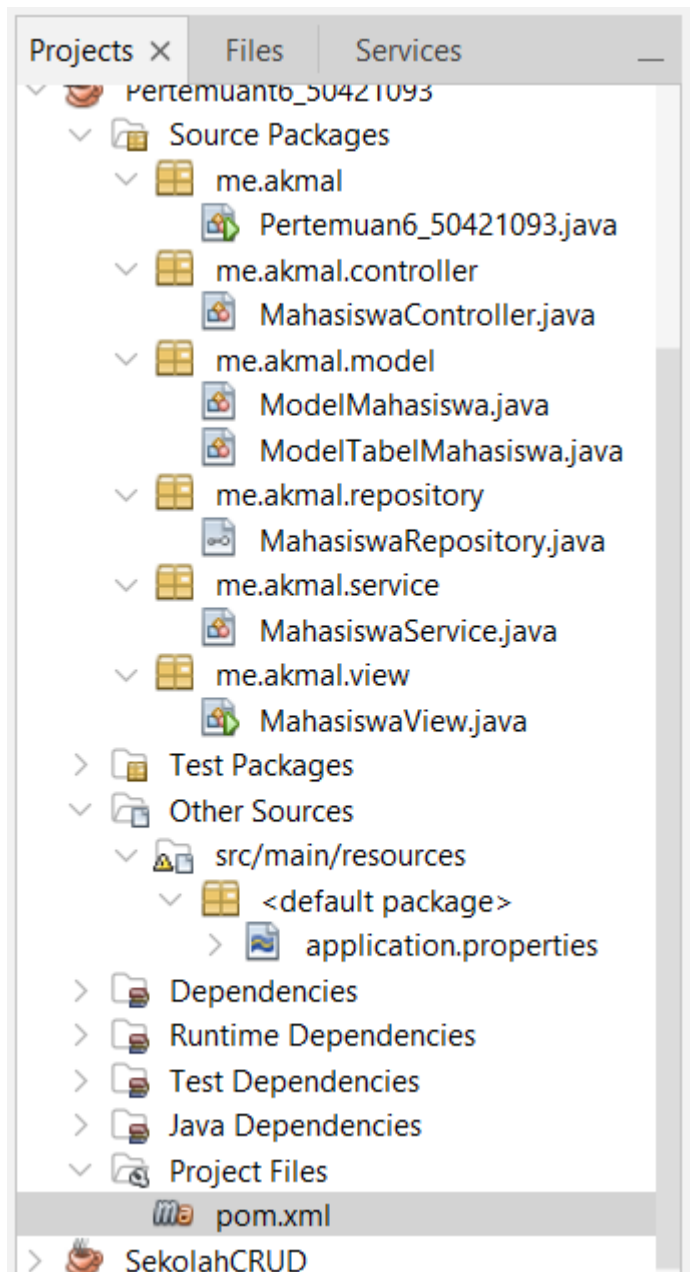 Projects × Files Services
Pertemuant6_50421093
Source Packages
me.akmal
Pertemuan6_50421093.java
me.akmal.controller
MahasiswaController.java
me.akmal.model
ModelMahasiswa.java
ModelTabelMahasiswa.java
me.akmal.repository
MahasiswaRepository.java
me.akmal.service
MahasiswaService.java
me.akmal.view
MahasiswaView.java
Test Packages
Other Sources
src/main/resources
<default package>
application.properties
Dependencies
Runtime Dependencies
Test Dependencies
Java Dependencies
Project Files
pom.xml
SekolahCRUD